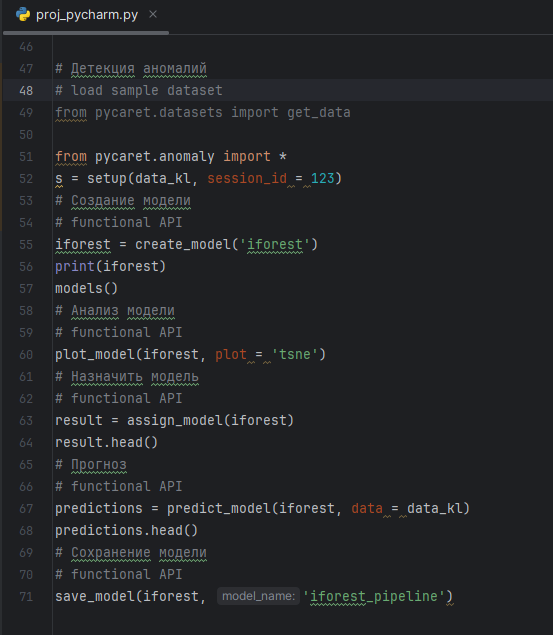 proj_pycharm.py
46
47 # Детекция аномалий
48 # load sample dataset
49 from pycaret.datasets import get_data
50
51 from pycaret.anomaly import *
52 s = setup(data_kl, session_id = 123)
53 # Создание модели
54 # functional API
55 iforest = create_model('iforest')
56 print(iforest)
57 models()
58 # Анализ модели
59 # functional API
60 plot_model(iforest, plot = 'tsne')
61 # Назначить модель
62 # functional API
63 result = assign_model(iforest)
64 result.head()
65 # Прогноз
66 # functional API
67 predictions = predict_model(iforest, data = data_kl)
68 predictions.head()
69 # Сохранение модели
70 # functional API
71 save_model(iforest, model_name: 'iforest_pipeline')